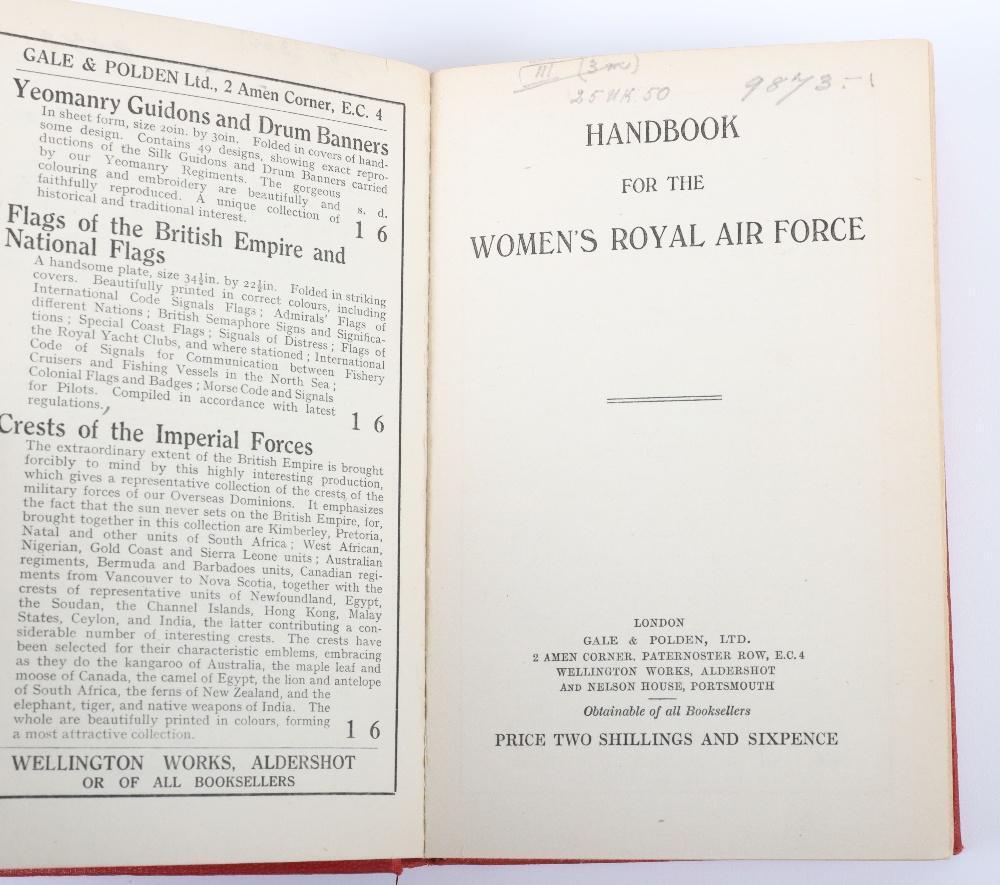 GALE & POLDEN Ltd., 2 Amen Corner, E.C. 4
Yeomanry Guidons and Drum Banners
In sheet form, size 20in. by 30in. Folded in covers of hand-
some design. Contains 49 designs, showing exact repro-
ductions of the Silk Guidons and Drum Banners carried
by our Yeomanry Regiments. The gorgeous
colouring and embroidery are beautifully and
faithfully reproduced. A unique collection of s. d.
historical and traditional interest. 1 6
Flags of the British Empire and
National Flags
A handsome plate, size 34½in. by 22½in. Folded in striking
covers. Beautifully printed in correct colours, including
International Code Signals Flags; Admirals' Flags of
different Nations; British Semaphore Signs and Significa-
tions; Special Coast Flags; Signals of Distress; Flags of
the Royal Yacht Clubs, and where stationed; International
Code of Signals for Communication between Fishery
Cruisers and Fishing Vessels in the North Sea;
Colonial Flags and Badges; Morse Code and Signals
for Pilots. Compiled in accordance with latest
regulations. 1 6
Crests of the Imperial Forces
The extraordinary extent of the British Empire is brought
forcibly to mind by this highly interesting production,
which gives a representative collection of the crests of the
military forces of our Overseas Dominions. It emphasizes
the fact that the sun never sets on the British Empire, for,
brought together in this collection are Kimberley, Pretoria,
Natal and other units of South Africa; West African,
Nigerian, Gold Coast and Sierra Leone units; Australian
regiments, Bermuda and Barbadoes units, Canadian regi-
ments from Vancouver to Nova Scotia, together with the
crests of representative units of Newfoundland, Egypt,
the Soudan, the Channel Islands, Hong Kong, Malay
States, Ceylon, and India, the latter contributing a con-
siderable number of interesting crests. The crests have
been selected for their characteristic emblems, embracing
as they do the kangaroo of Australia, the maple leaf and
moose of Canada, the camel of Egypt, the lion and antelope
of South Africa, the ferns of New Zealand, and the
elephant, tiger, and native weapons of India. The
whole are beautifully printed in colours, forming
a most attractive collection. 1 6
WELLINGTON WORKS, ALDERSHOT
OR OF ALL BOOKSELLERS
III
9873.-
HANDBOOK
FOR THE
WOMEN'S ROYAL AIR FORCE
LONDON
GALE & POLDEN, LTD.
2 AMEN CORNER, PATERNOSTER ROW, E.C.4
WELLINGTON WORKS, ALDERSHOT
AND NELSON HOUSE, PORTSMOUTH
Obtainable of all Booksellers
PRICE TWO SHILLINGS AND SIXPENCE